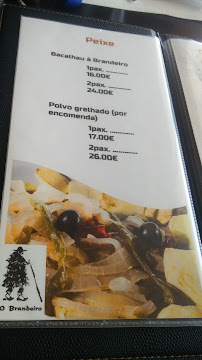 Peixe
Bacalhau à Brandeiro
1pax. ............
16.00€
2pax. ............
24.00€
Polvo grelhado (por
encomenda)
1pax. ............
17.00€
2pax. ............
26.00€
O Brandeiro